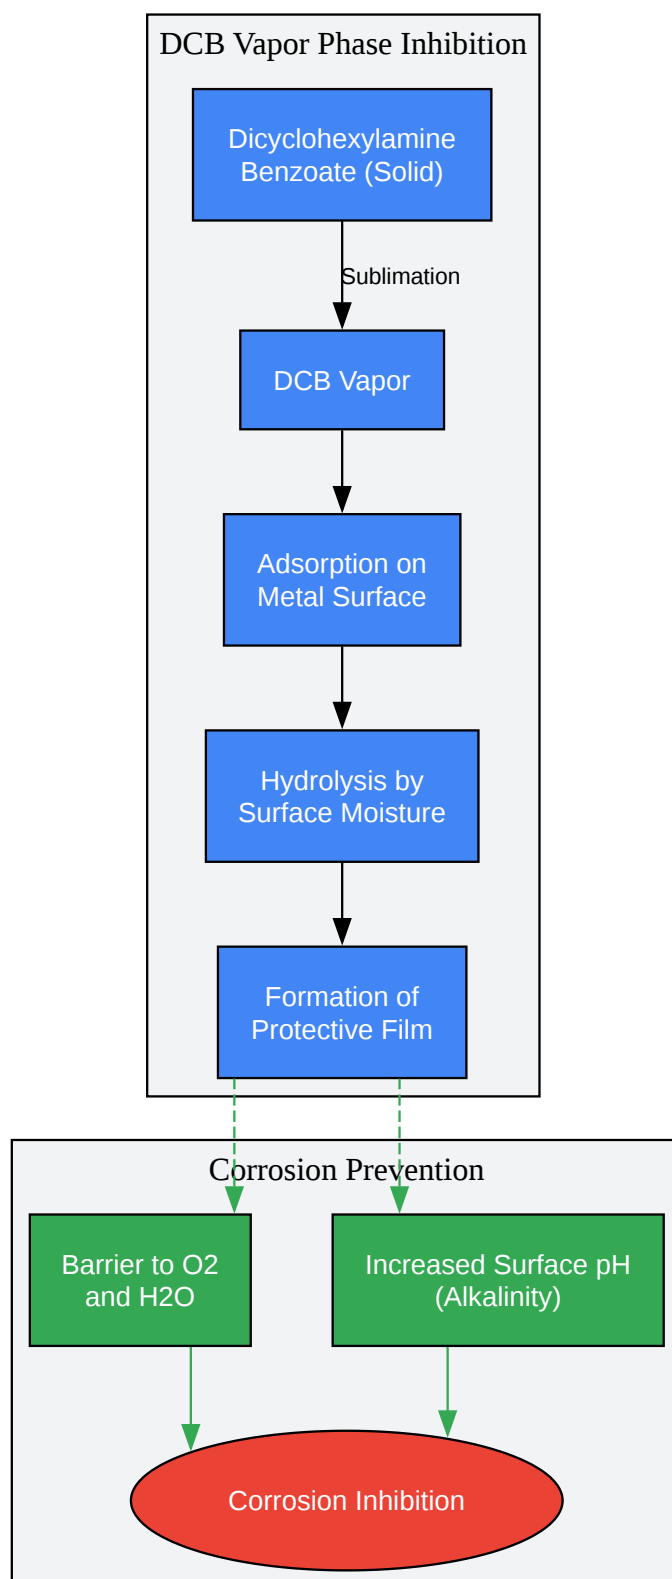 DCB Vapor Phase Inhibition
Dicyclohexylamine
Benzoate (Solid)
Sublimation
DCB Vapor
Adsorption on
Metal Surface
Hydrolysis by
Surface Moisture
Formation of
Protective Film
Corrosion Prevention
Barrier to O2
and H2O
Increased Surface pH
(Alkalinity)
Corrosion Inhibition